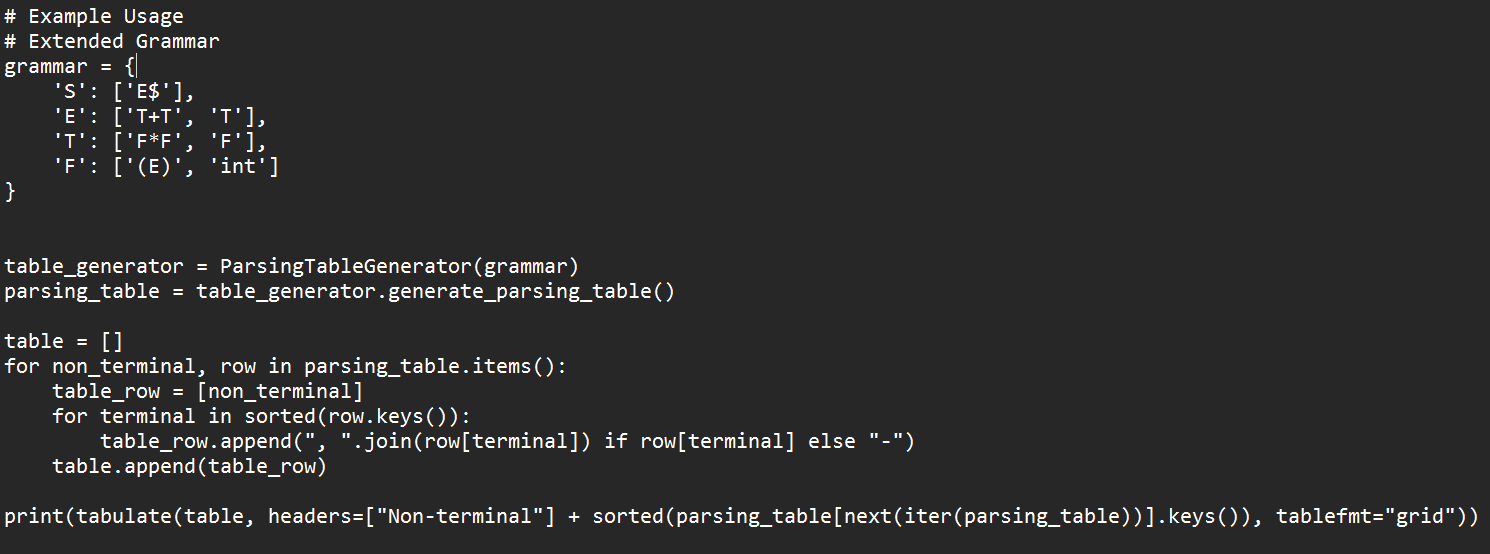 # Example Usage
# Extended Grammar
grammar = {
    'S': ['E$'],
    'E': ['T+T', 'T'],
    'T': ['F*F', 'F'],
    'F': ['(E)', 'int']
}

table_generator = ParsingTableGenerator(grammar)
parsing_table = table_generator.generate_parsing_table()

table = []
for non_terminal, row in parsing_table.items():
    table_row = [non_terminal]
    for terminal in sorted(row.keys()):
        table_row.append(", ".join(row[terminal]) if row[terminal] else "-")
    table.append(table_row)

print(tabulate(table, headers=["Non-terminal"] + sorted(parsing_table[next(iter(parsing_table))].keys()), tablefmt="grid"))